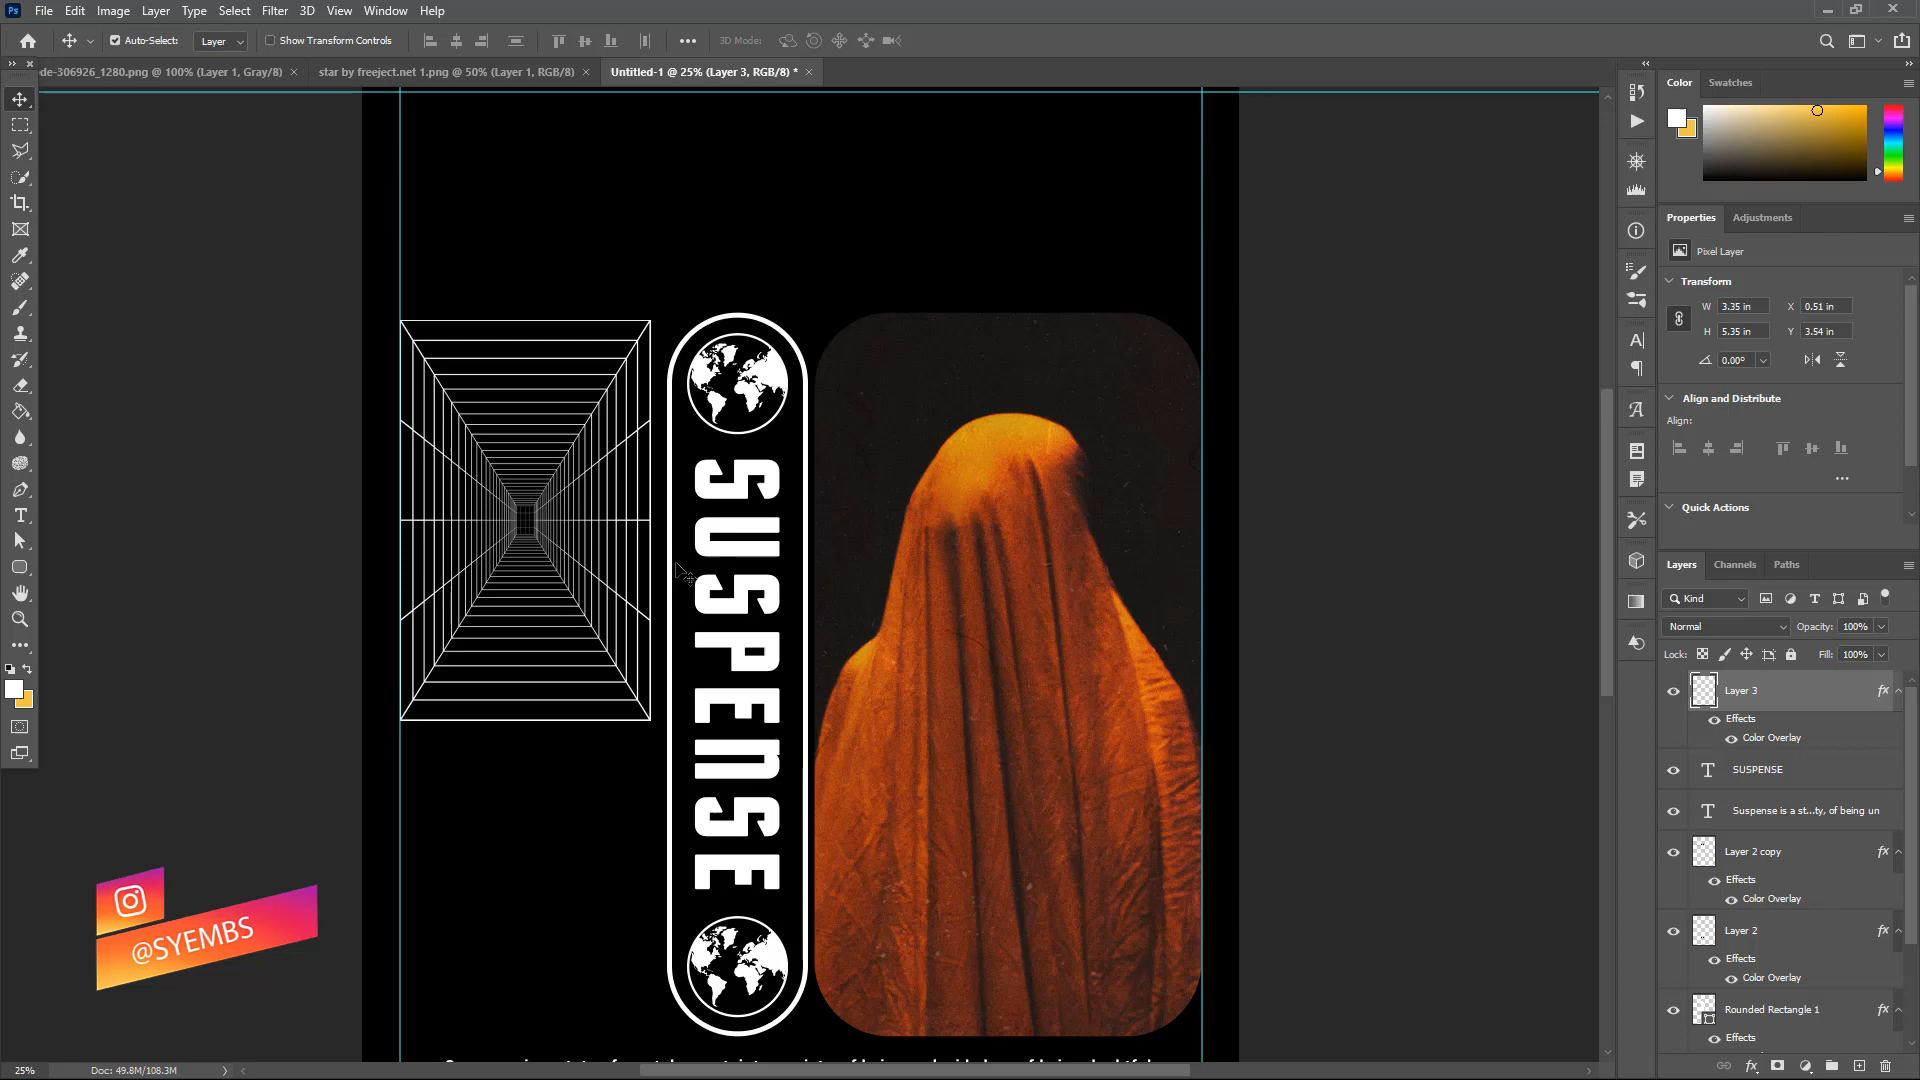 Ps File Edit Image Layer Type Select Filter 3D View Window Help
Auto-Select: Layer Show Transform Controls 3D Mode:
de-306926_1280.png @ 100% (Layer 1, Gray/8) × star by freeject.net 1.png @ 50% (Layer 1, RGB/8) × Untitled-1 @ 25% (Layer 3, RGB/8) * ×
SUSPENSE
@SYEMBS
25% Doc: 49.8M/108.3M
Color Swatches
Properties Adjustments
Pixel Layer
Transform
W 3.35 in X 0.51 in
H 5.35 in Y 3.54 in
0.00°
Align and Distribute
Align:
Quick Actions
Layers Channels Paths
Kind
Normal Opacity: 100%
Lock: Fill: 100%
Layer 3 fx
Effects
Color Overlay
SUSPENSE
Suspense is a st...ty, of being un
Layer 2 copy fx
Effects
Color Overlay
Layer 2 fx
Effects
Color Overlay
Rounded Rectangle 1 fx
Effects